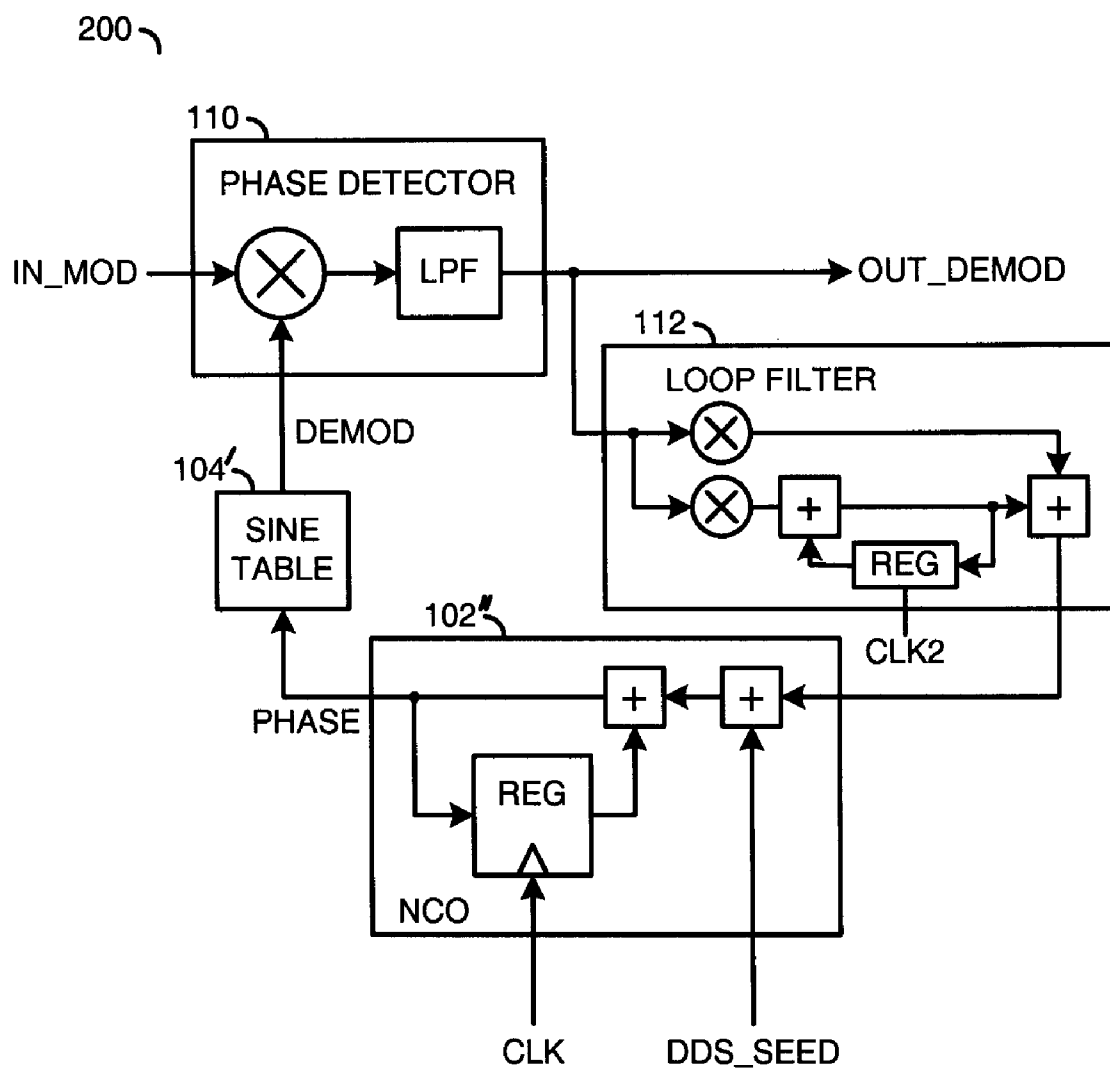 200
110
PHASE DETECTOR
IN_MOD
LPF
OUT_DEMOD
112
LOOP FILTER
DEMOD
104′
SINE
TABLE
+
+
REG
CLK2
102″
PHASE
+
+
REG
NCO
CLK
DDS_SEED